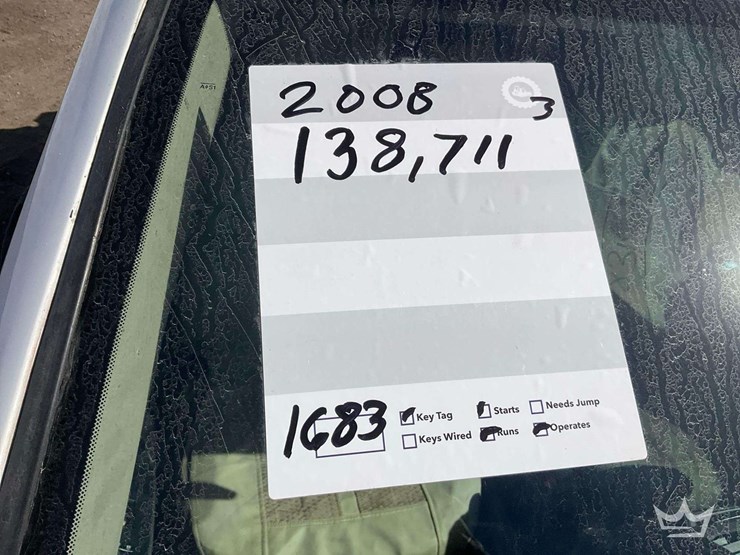 2008
3
138,711
1683
Key Tag Starts Needs Jump
Keys Wired Runs Operates